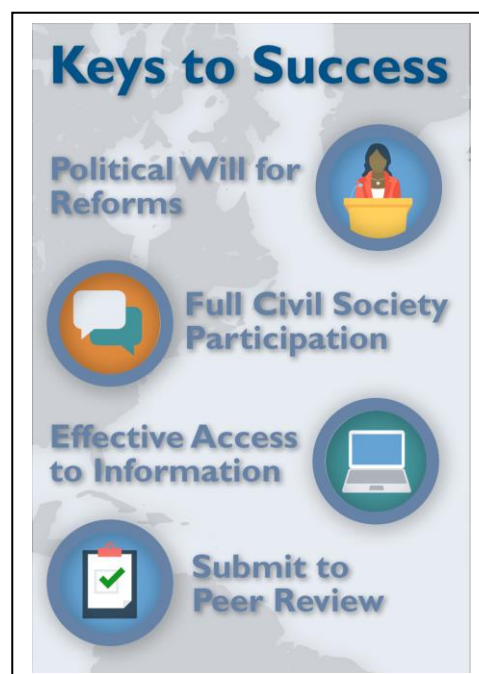 Keys to Success
Political Will for
Reforms
Full Civil Society
Participation
Effective Access
to Information
Submit to
Peer Review